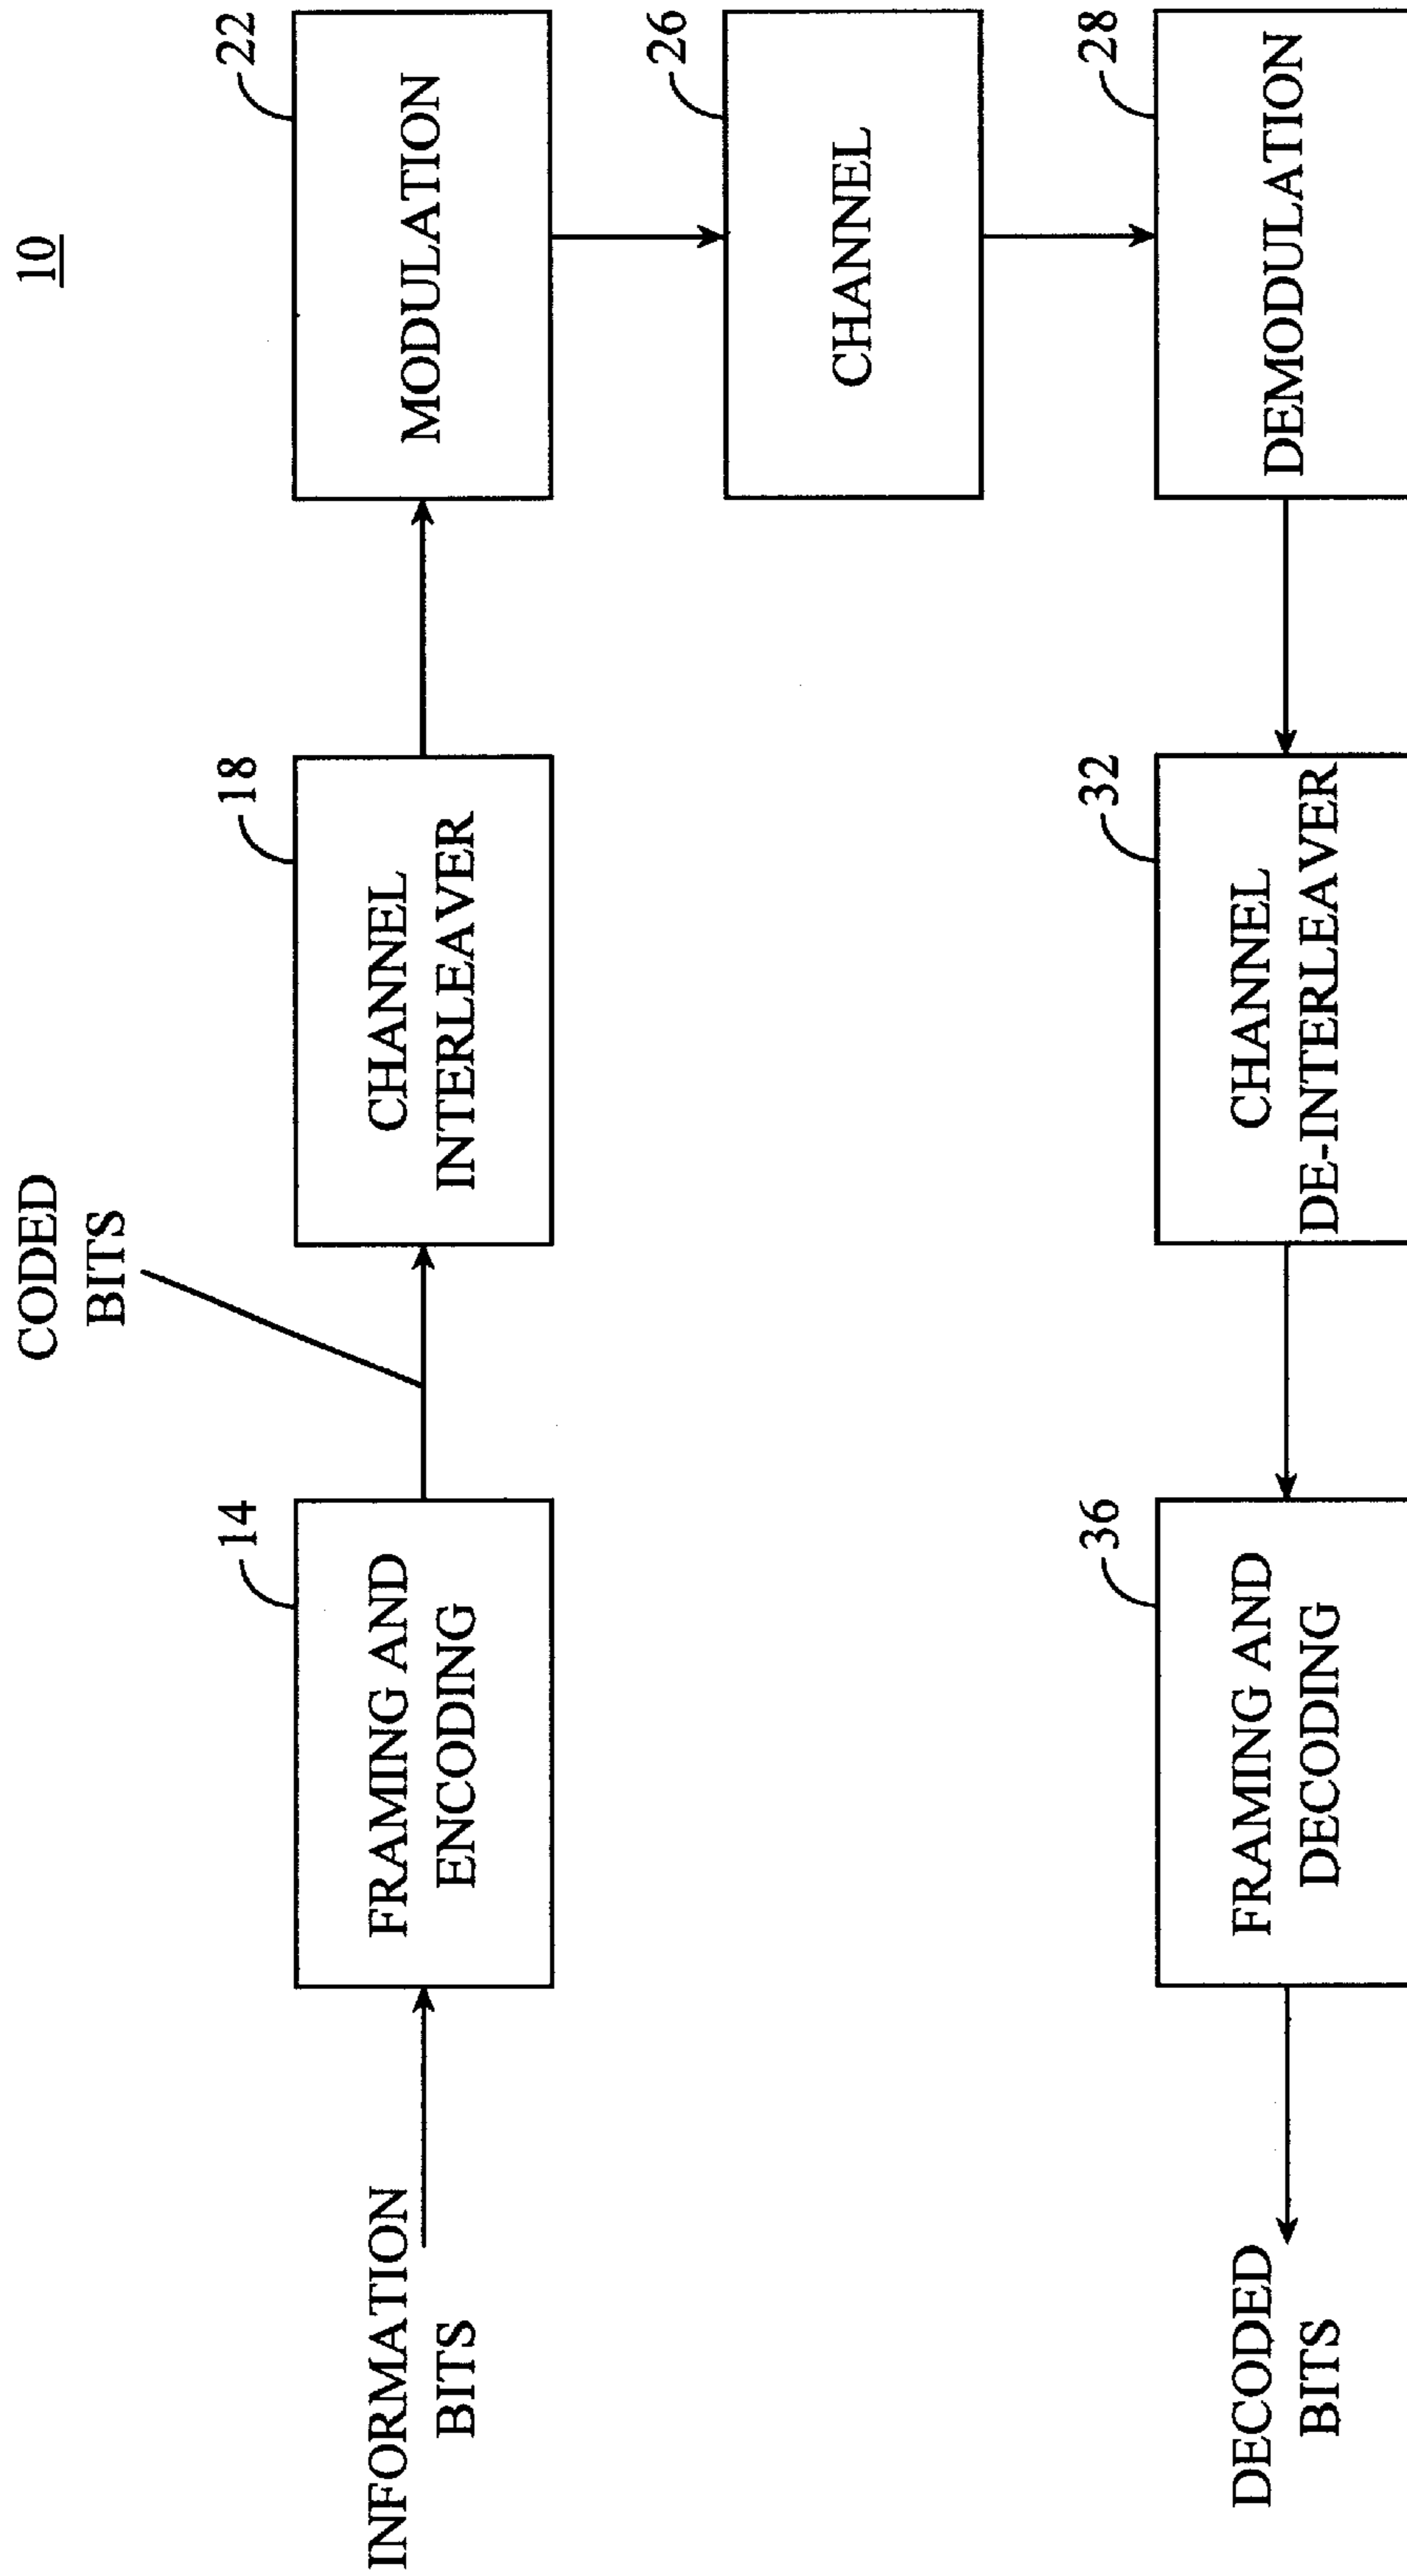 10
CODED
BITS
14
18
22
INFORMATION
BITS
FRAMING AND
ENCODING
CHANNEL
INTERLEAVER
MODULATION
26
CHANNEL
36
32
28
DECODED
BITS
FRAMING AND
DECODING
CHANNEL
DE-INTERLEAVER
DEMODULATION